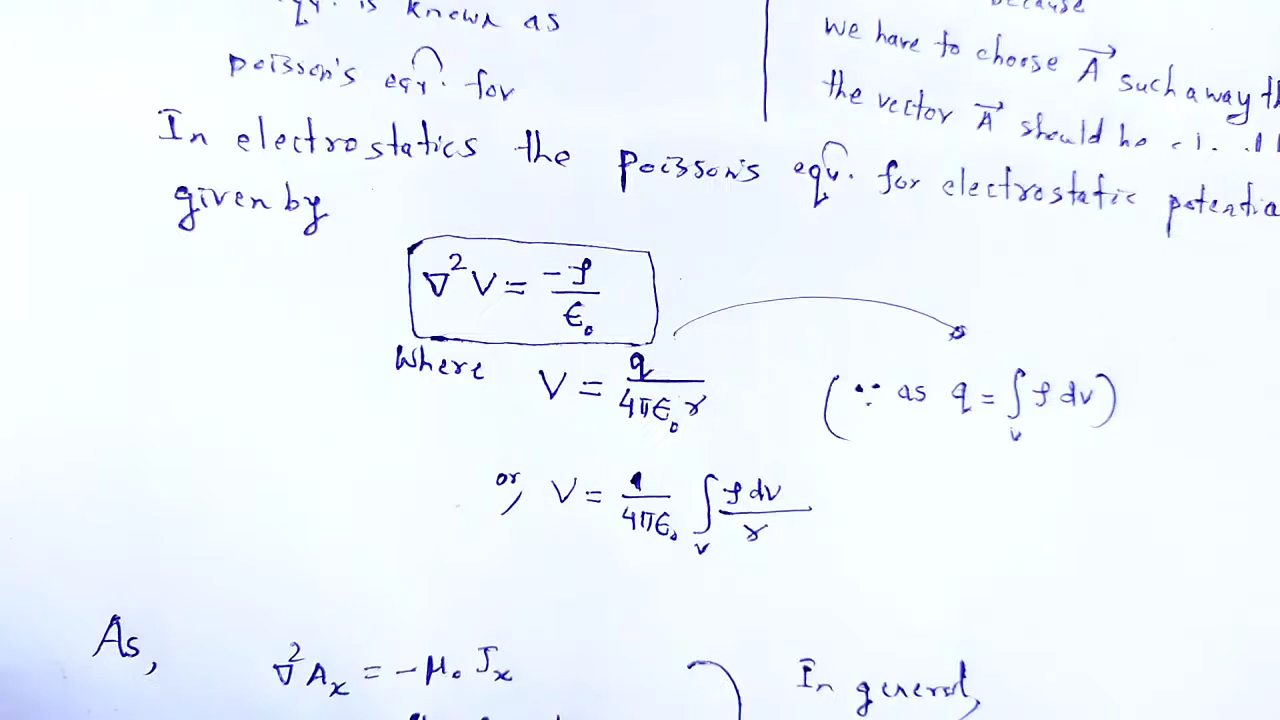 eqn. is known as
poisson's eqn. for
because
we have to choose A⃗ such a way
the vector A⃗ should be
In electrostatics the Poisson's eqn. for electrostatic potential
given by
∇²V = -ρ/ε₀
Where V = q/4πε₀r (∵ as q = ∫ᵥ ρ dv)
or, V = 1/4πε₀ ∫ᵥ ρ dv/r
As,
∇²Aₓ = -μ₀ Jₓ
In general,